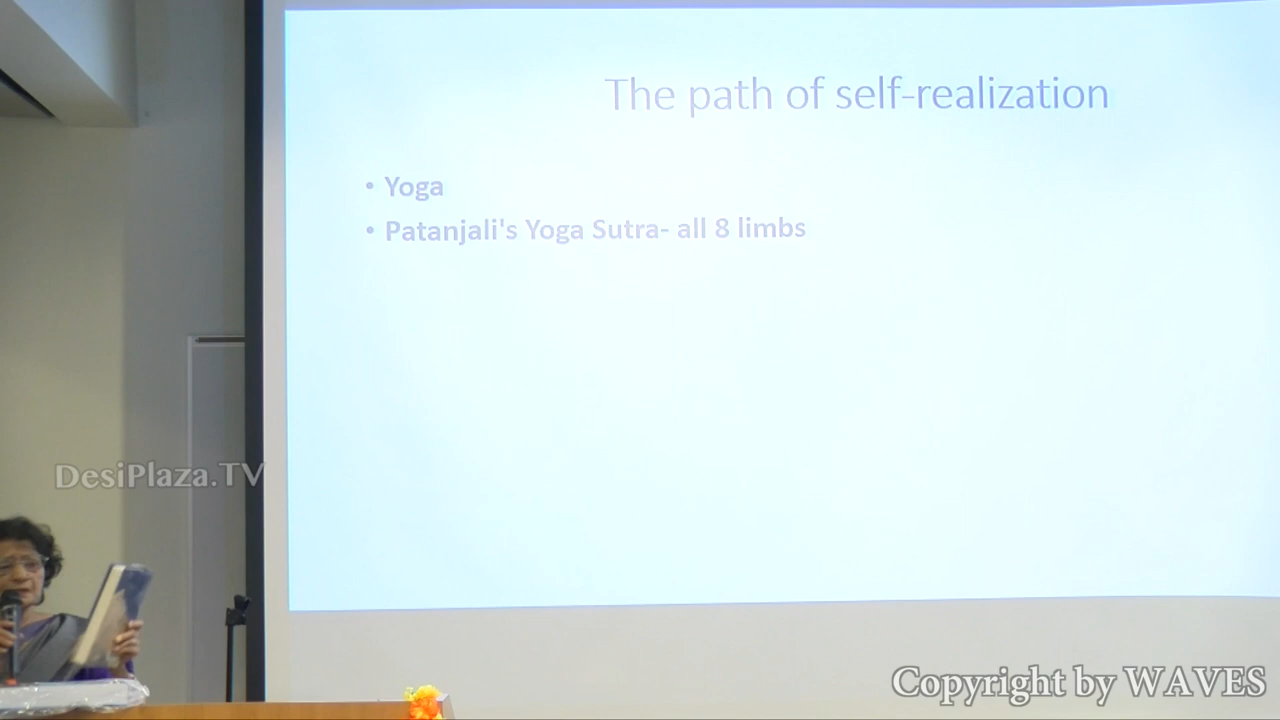 The path of self-realization
• Yoga
• Patanjali's Yoga Sutra- all 8 limbs
DesiPlaza.TV
Copyright by WAVES